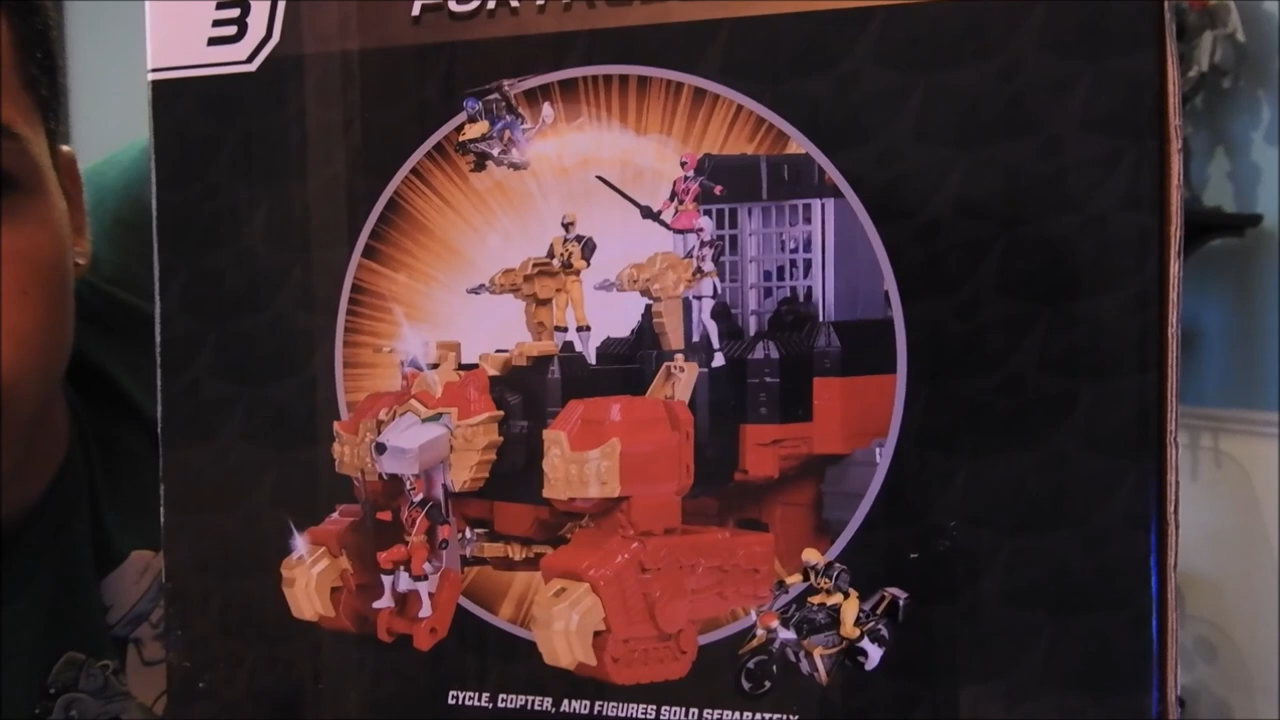 3
CYCLE, COPTER, AND FIGURES SOLD SEPARATELY